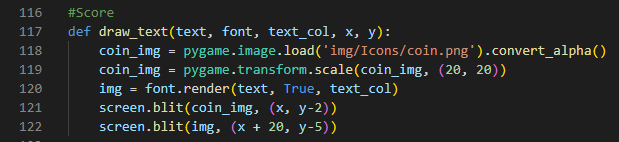 116 #Score
117 def draw_text(text, font, text_col, x, y):
118     coin_img = pygame.image.load('img/Icons/coin.png').convert_alpha()
119     coin_img = pygame.transform.scale(coin_img, (20, 20))
120     img = font.render(text, True, text_col)
121     screen.blit(coin_img, (x, y-2))
122     screen.blit(img, (x + 20, y-5))